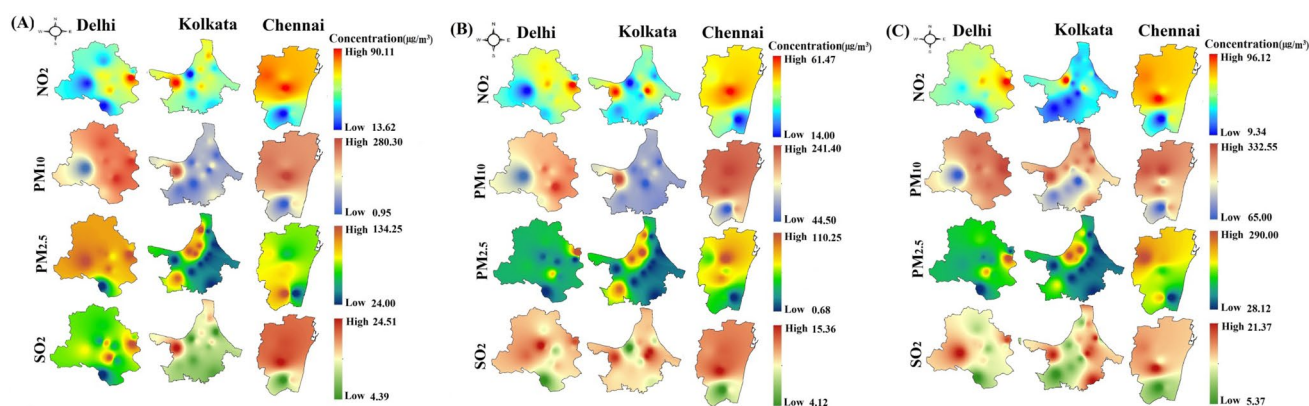 (A)
N
W E
S
Delhi Kolkata Chennai
Concentration(µg/m³)
NO2
High 90.11
Low 13.62
PM10
High 280.30
Low 0.95
PM2.5
High 134.25
Low 24.00
SO2
High 24.51
Low 4.39
(B)
N
W E
S
Delhi Kolkata Chennai
Concentration(µg/m³)
NO2
High 61.47
Low 14.00
PM10
High 241.40
Low 44.50
PM2.5
High 110.25
Low 0.68
SO2
High 15.36
Low 4.12
(C)
N
W E
S
Delhi Kolkata Chennai
Concentration(µg/m³)
NO2
High 96.12
Low 9.34
PM10
High 332.55
Low 65.00
PM2.5
High 290.00
Low 28.12
SO2
High 21.37
Low 5.37